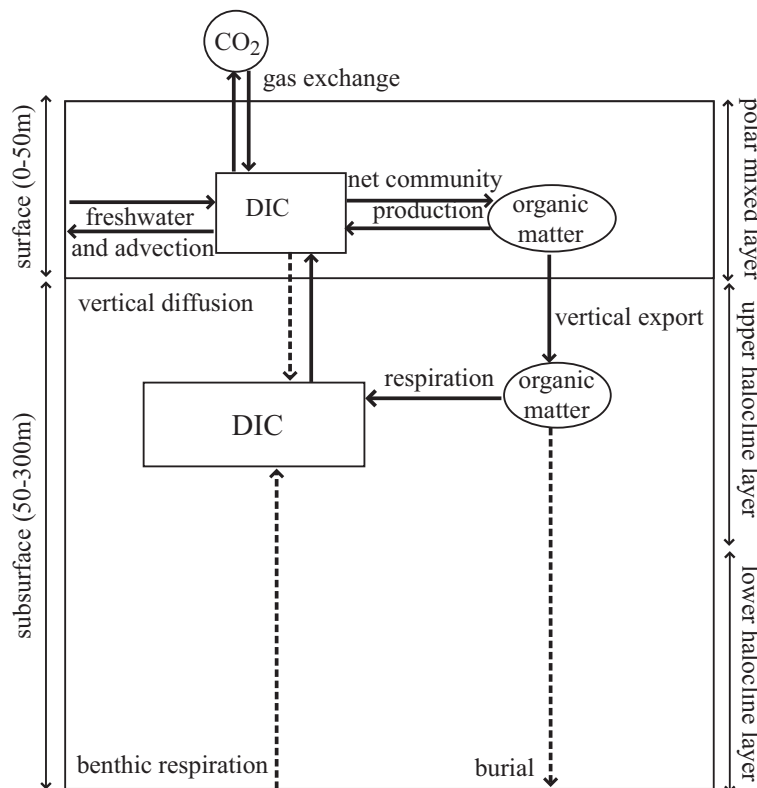 CO2
gas exchange
surface (0-50m)
polar mixed layer
net community
DIC
production
freshwater
organic
matter
and advection
vertical diffusion
vertical export
upper halocline layer
respiration
organic
matter
DIC
subsurface (50-300m)
lower halocline layer
benthic respiration
burial